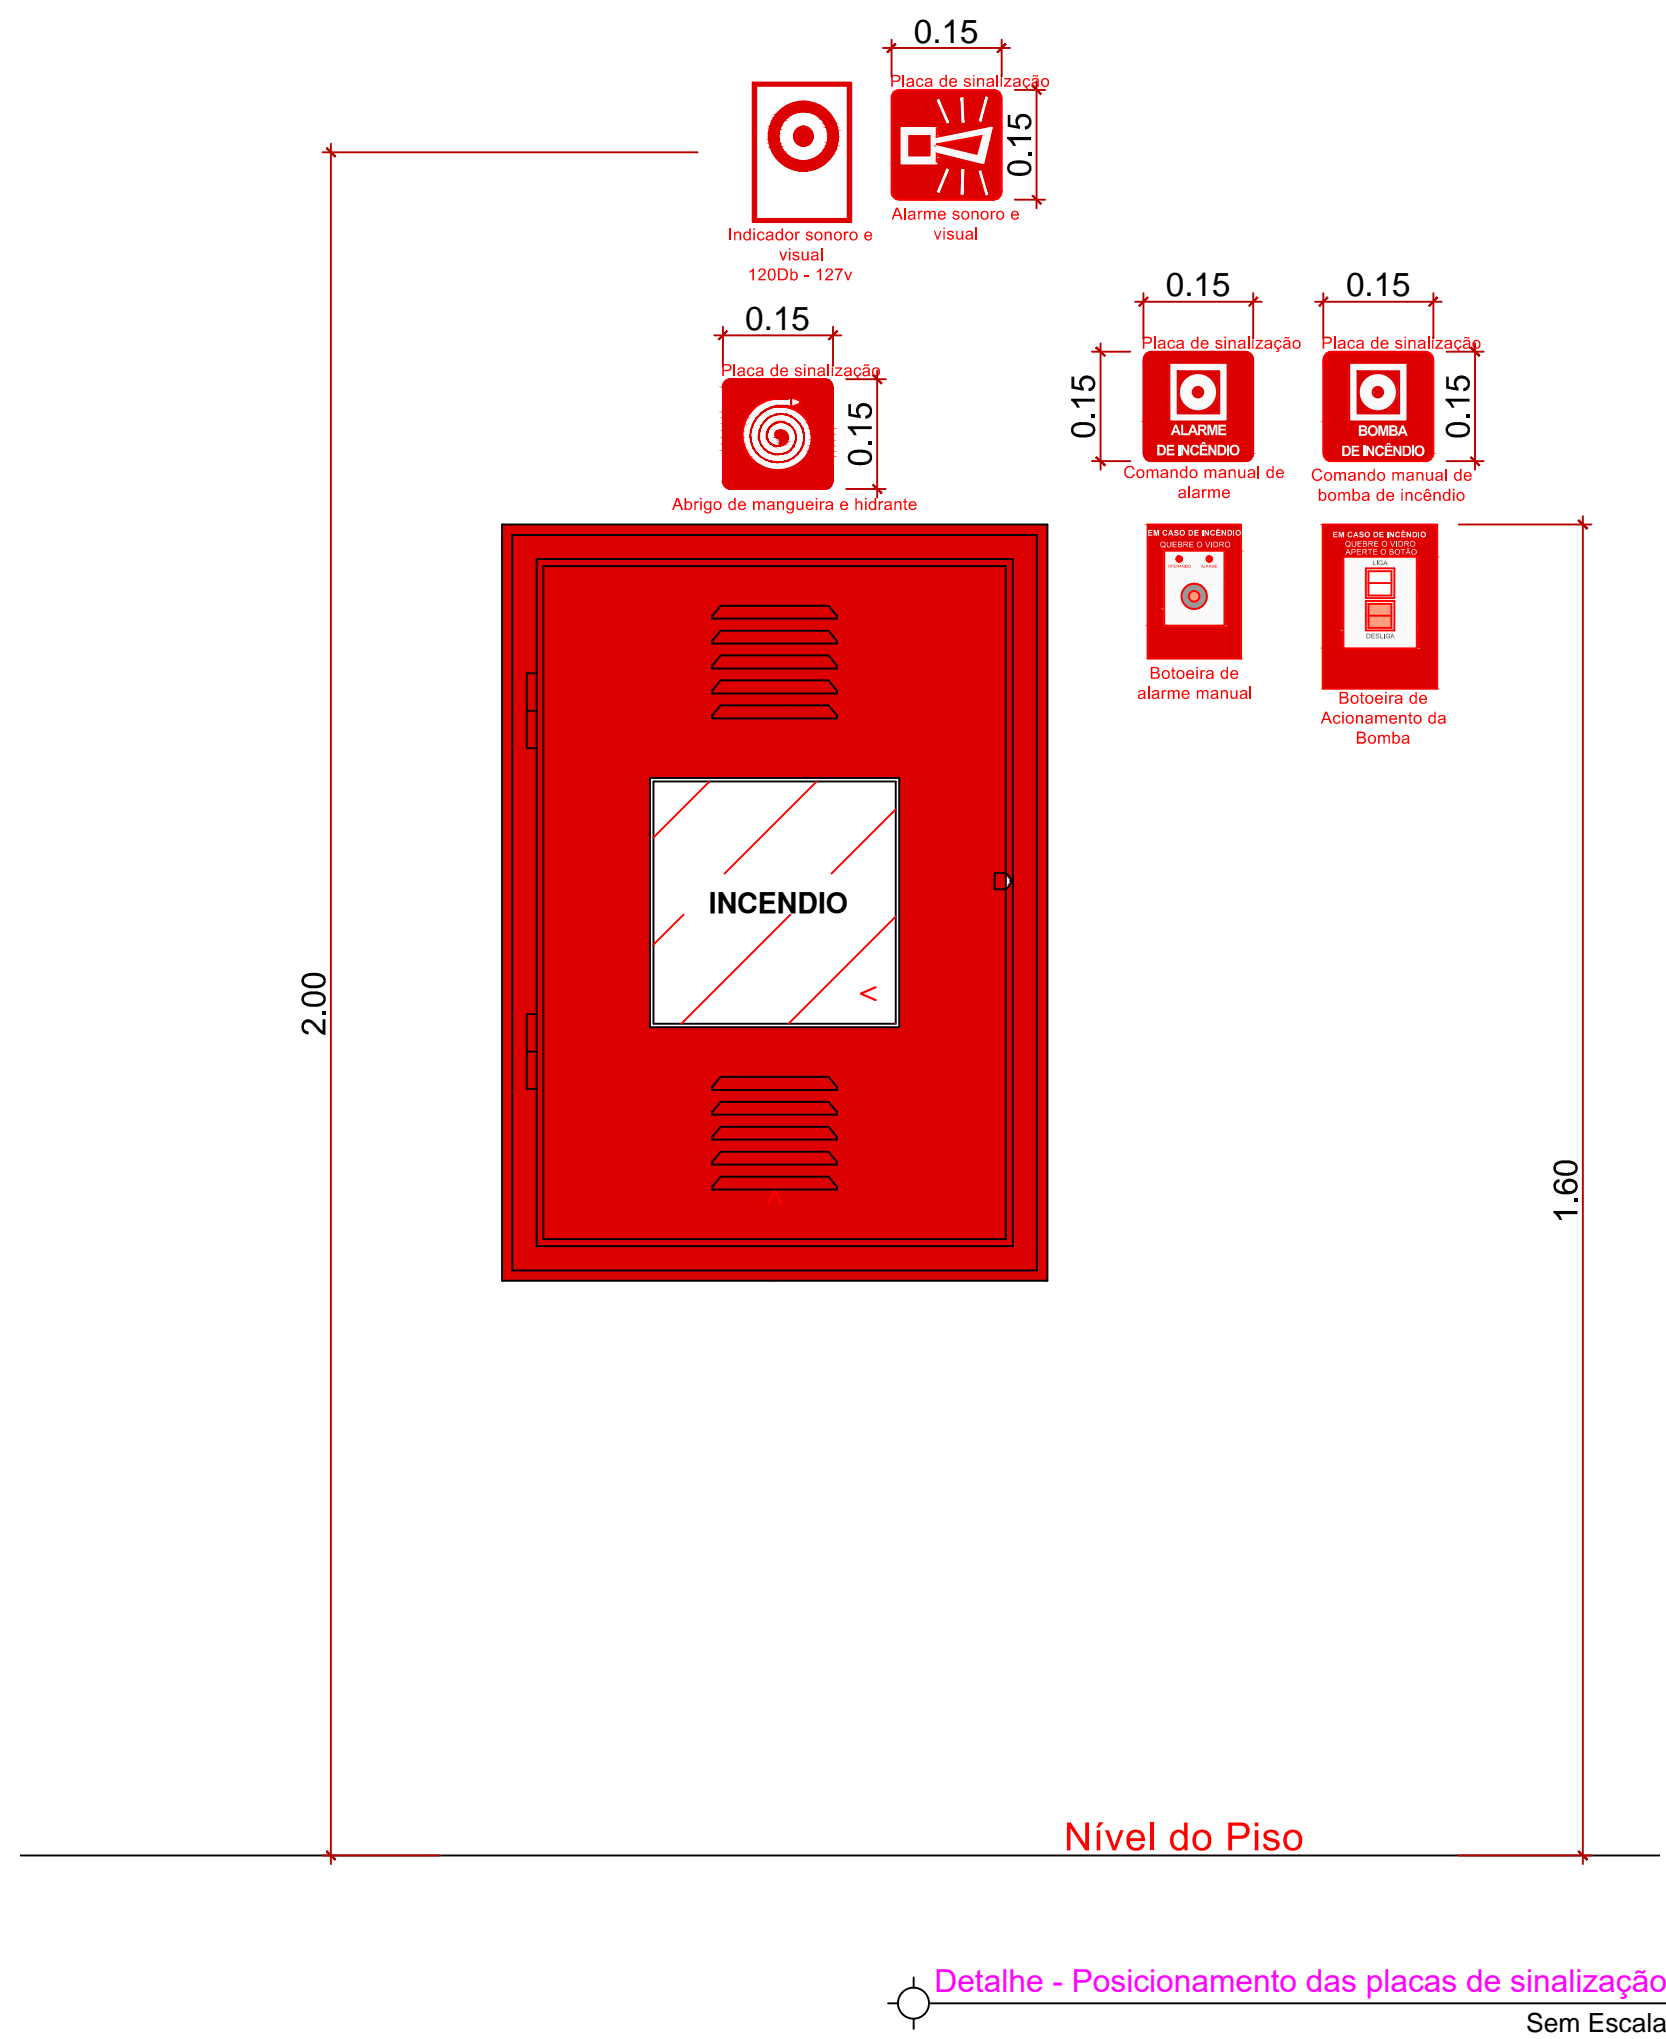 0.15
Placa de sinalização
0.15
Alarme sonoro e
visual
Indicador sonoro e
visual
120Db - 127v
0.15
Placa de sinalização
0.15
Abrigo de mangueira e hidrante
0.15
Placa de sinalização
0.15
ALARME
DE INCÊNDIO
Comando manual de
alarme
0.15
Placa de sinalização
0.15
BOMBA
DE INCÊNDIO
Comando manual de
bomba de incêndio
EM CASO DE INCÊNDIO
QUEBRE O VIDRO
ALARME
Botoeira de
alarme manual
EM CASO DE INCÊNDIO
QUEBRE O VIDRO
APERTE O BOTÃO
LIGA
DESLIGA
Botoeira de
Acionamento da
Bomba
INCENDIO
2.00
1.60
Nível do Piso
Detalhe - Posicionamento das placas de sinalização
Sem Escala